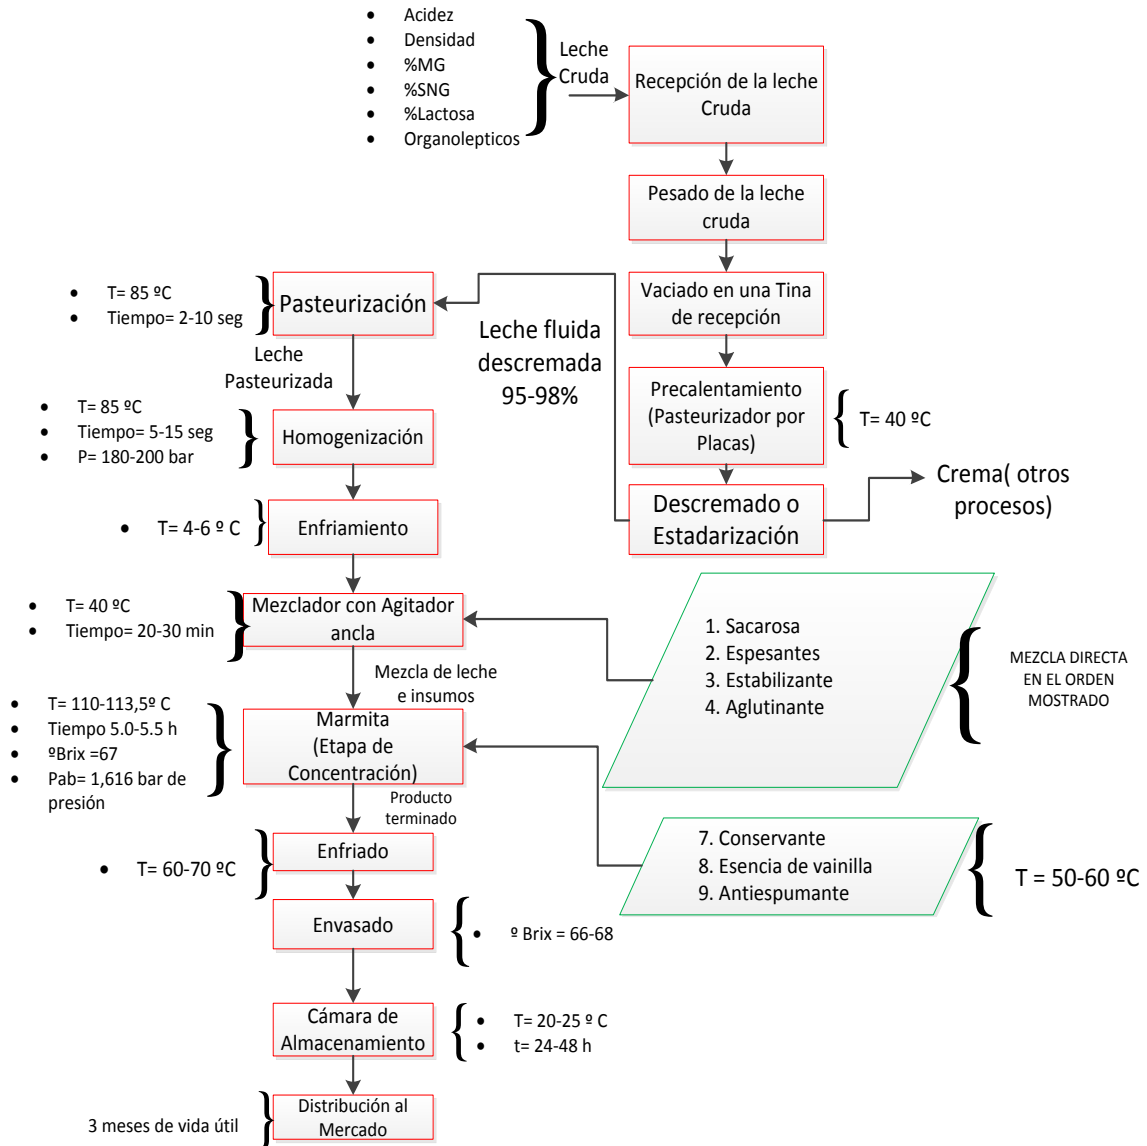 • Acidez
• Densidad
• %MG
• %SNG
• %Lactosa
• Organolepticos
Leche
Cruda
Recepción de la leche
Cruda
Pesado de la leche
cruda
Vaciado en una Tina
de recepción
Precalentamiento
(Pasteurizador por
Placas)
T= 40 ºC
Descremado o
Estadarización
Crema( otros
procesos)
Leche fluida
descremada
95-98%
• T= 85 ºC
• Tiempo= 2-10 seg
Pasteurización
Leche
Pasteurizada
• T= 85 ºC
• Tiempo= 5-15 seg
• P= 180-200 bar
Homogenización
• T= 4-6 º C
Enfriamiento
• T= 40 ºC
• Tiempo= 20-30 min
Mezclador con Agitador
ancla
1. Sacarosa
2. Espesantes
3. Estabilizante
4. Aglutinante
MEZCLA DIRECTA
EN EL ORDEN
MOSTRADO
Mezcla de leche
e insumos
• T= 110-113,5º C
• Tiempo 5.0-5.5 h
• ºBrix =67
• Pab= 1,616 bar de
presión
Marmita
(Etapa de
Concentración)
7. Conservante
8. Esencia de vainilla
9. Antiespumante
T = 50-60 ºC
Producto
terminado
• T= 60-70 ºC
Enfriado
Envasado
• º Brix = 66-68
Cámara de
Almacenamiento
• T= 20-25 º C
• t= 24-48 h
3 meses de vida útil
Distribución al
Mercado